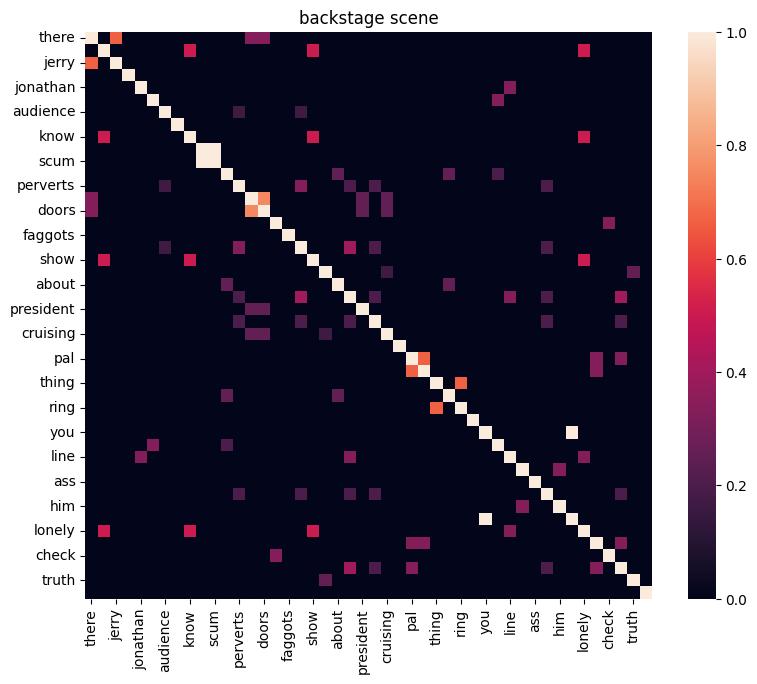 backstage scene
there
jerry
jonathan
audience
know
scum
perverts
doors
faggots
show
about
president
cruising
pal
thing
ring
you
line
ass
him
lonely
check
truth
there
jerry
jonathan
audience
know
scum
perverts
doors
faggots
show
about
president
cruising
pal
thing
ring
you
line
ass
him
lonely
check
truth
1.0
0.8
0.6
0.4
0.2
0.0